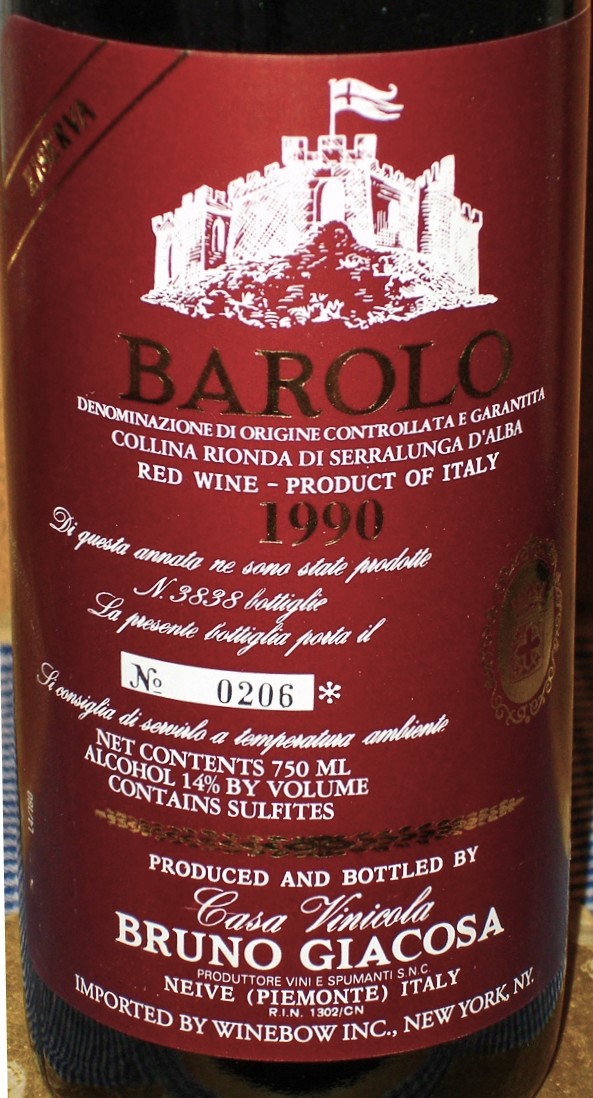 RISERVA
BAROLO
DENOMINAZIONE DI ORIGINE CONTROLLATA E GARANTITA
COLLINA RIONDA DI SERRALUNGA D'ALBA
RED WINE - PRODUCT OF ITALY
1990
Di questa annata ne sono state prodotte
N. 3838 bottiglie
La presente bottiglia porta il
No 0206 *
Si consiglia di servirlo a temperatura ambiente.
NET CONTENTS 750 ML
ALCOHOL 14% BY VOLUME
CONTAINS SULFITES
PRODUCED AND BOTTLED BY
Casa Vinicola
BRUNO GIACOSA
PRODUTTORE VINI E SPUMANTI S.N.C.
NEIVE (PIEMONTE) ITALY
R.I.N. 1302/CN
IMPORTED BY WINEBOW INC., NEW YORK, NY.